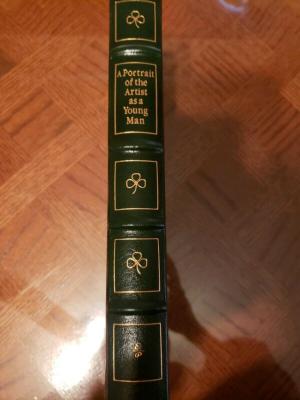 A Portrait
of the
Artist
as a
Young
Man